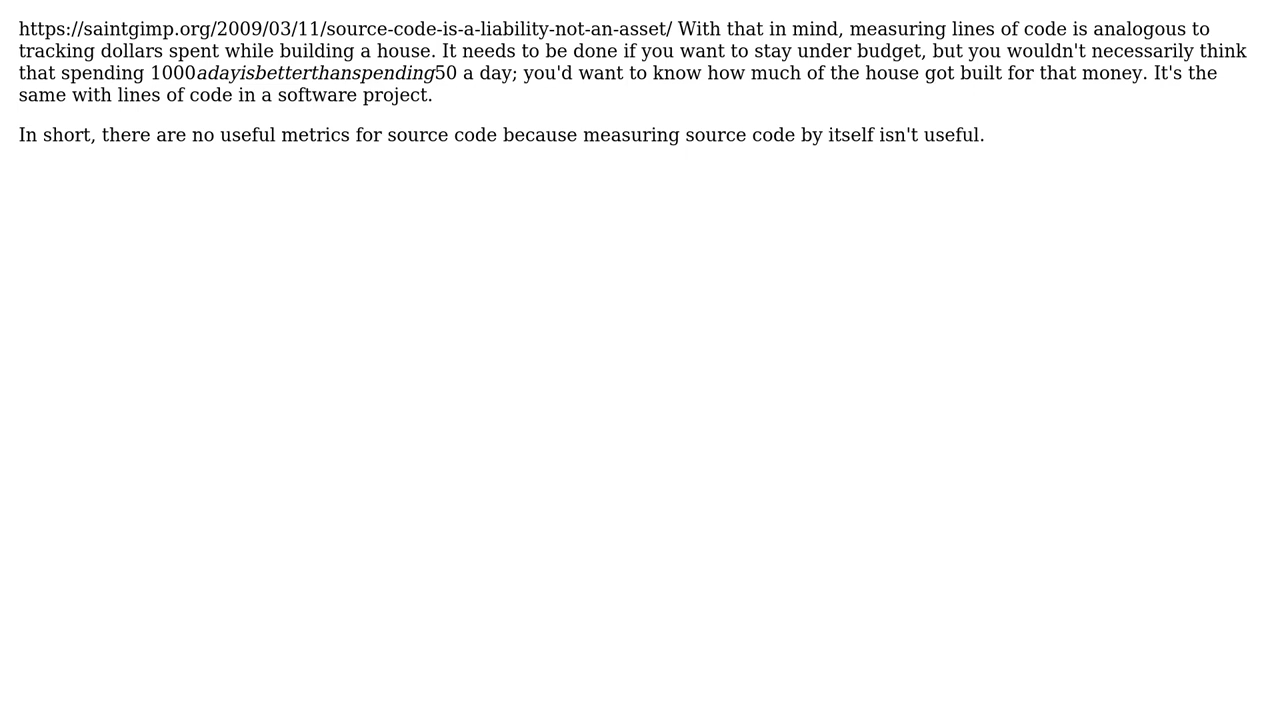 https://saintgimp.org/2009/03/11/source-code-is-a-liability-not-an-asset/ With that in mind, measuring lines of code is analogous to
tracking dollars spent while building a house. It needs to be done if you want to stay under budget, but you wouldn't necessarily think
that spending 1000adayisbetterthanspending50 a day; you'd want to know how much of the house got built for that money. It's the
same with lines of code in a software project.
In short, there are no useful metrics for source code because measuring source code by itself isn't useful.